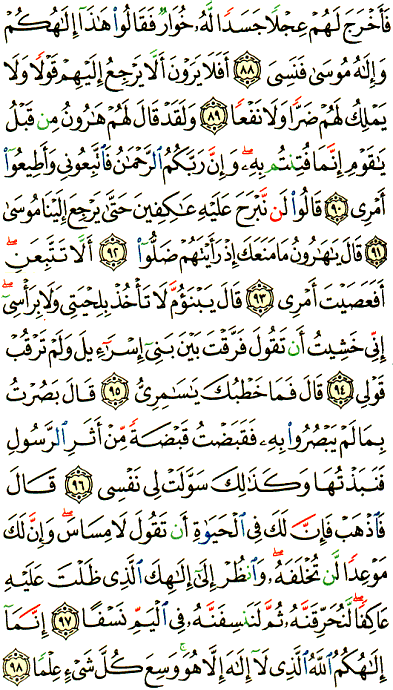 فَأَخْرَجَ لَهُمْ عِجْلًا جَسَدًا لَّهُۥ خُوَارٌ فَقَالُوا۟ هَٰذَآ إِلَٰهُكُمْ
وَإِلَٰهُ مُوسَىٰ فَنَسِىَ ٨٨ أَفَلَا يَرَوْنَ أَلَّا يَرْجِعُ إِلَيْهِمْ قَوْلًا وَلَا
يَمْلِكُ لَهُمْ ضَرًّا وَلَا نَفْعًا ٨٩ وَلَقَدْ قَالَ لَهُمْ هَٰرُونُ مِن قَبْلُ
يَٰقَوْمِ إِنَّمَا فُتِنتُم بِهِۦ ۖ وَإِنَّ رَبَّكُمُ ٱلرَّحْمَٰنُ فَٱتَّبِعُونِى وَأَطِيعُوٓا۟
أَمْرِى ٩٠ قَالُوا۟ لَن نَّبْرَحَ عَلَيْهِ عَٰكِفِينَ حَتَّىٰ يَرْجِعَ إِلَيْنَا مُوسَىٰ
٩١ قَالَ يَٰهَٰرُونُ مَا مَنَعَكَ إِذْ رَأَيْتَهُمْ ضَلُّوٓا۟ ٩٢ أَلَّا تَتَّبِعَنِ ۖ
أَفَعَصَيْتَ أَمْرِى ٩٣ قَالَ يَبْنَؤُمَّ لَا تَأْخُذْ بِلِحْيَتِى وَلَا بِرَأْسِىٓ ۖ
إِنِّى خَشِيتُ أَن تَقُولَ فَرَّقْتَ بَيْنَ بَنِىٓ إِسْرَٰٓءِيلَ وَلَمْ تَرْقُبْ
قَوْلِى ٩٤ قَالَ فَمَا خَطْبُكَ يَٰسَٰمِرِىُّ ٩٥ قَالَ بَصُرْتُ
بِمَا لَمْ يَبْصُرُوا۟ بِهِۦ فَقَبَضْتُ قَبْضَةً مِّنْ أَثَرِ ٱلرَّسُولِ
فَنَبَذْتُهَا وَكَذَٰلِكَ سَوَّلَتْ لِى نَفْسِى ٩٦ قَالَ
فَٱذْهَبْ فَإِنَّ لَكَ فِى ٱلْحَيَوٰةِ أَن تَقُولَ لَا مِسَاسَ ۖ وَإِنَّ لَكَ
مَوْعِدًا لَّن تُخْلَفَهُۥ ۖ وَٱنظُرْ إِلَىٰٓ إِلَٰهِكَ ٱلَّذِى ظَلْتَ عَلَيْهِ
عَاكِفًا ۖ لَّنُحَرِّقَنَّهُۥ ثُمَّ لَنَنسِفَنَّهُۥ فِى ٱلْيَمِّ نَسْفًا ٩٧ إِنَّمَآ
إِلَٰهُكُمُ ٱللَّهُ ٱلَّذِى لَآ إِلَٰهَ إِلَّا هُوَ ۚ وَسِعَ كُلَّ شَىْءٍ عِلْمًا ٩٨